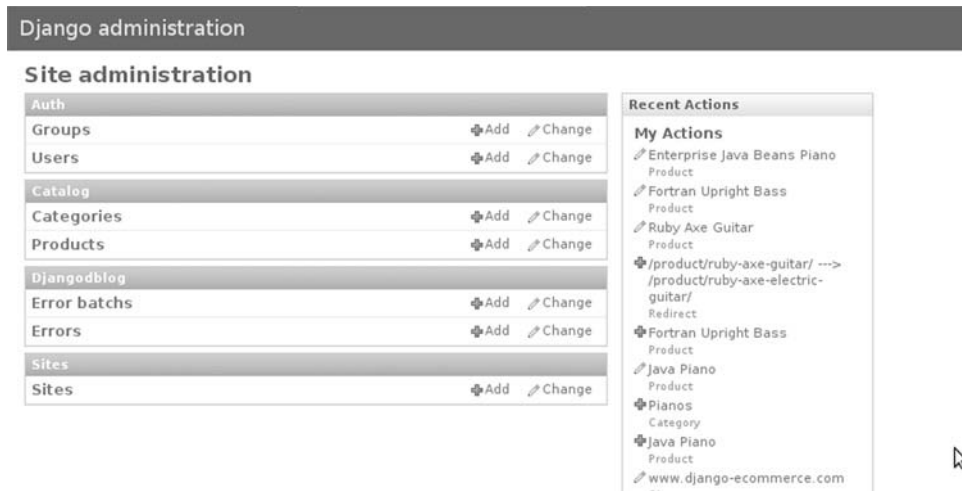 Django administration
Site administration
Auth
Groups Add Change
Users Add Change
Catalog
Categories Add Change
Products Add Change
Djangodblog
Error batchs Add Change
Errors Add Change
Sites
Sites Add Change
Recent Actions
My Actions
Enterprise Java Beans Piano
Product
Fortran Upright Bass
Product
Ruby Axe Guitar
Product
/product/ruby-axe-guitar/ --->
/product/ruby-axe-electric-
guitar/
Redirect
Fortran Upright Bass
Product
Java Piano
Product
Pianos
Category
Java Piano
Product
www.django-ecommerce.com